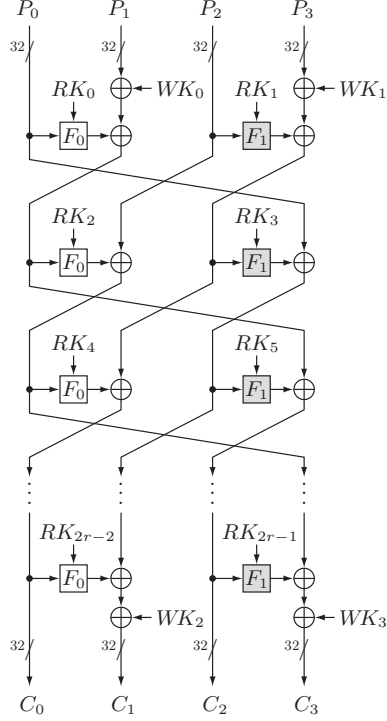 P₀ P₁ P₂ P₃
32 32 32 32
RK₀ WK₀ RK₁ WK₁
F₀ F₁
RK₂ RK₃
F₀ F₁
RK₄ RK₅
F₀ F₁
RK₂ᵣ₋₂ RK₂ᵣ₋₁
F₀ F₁
WK₂ WK₃
32 32 32 32
C₀ C₁ C₂ C₃